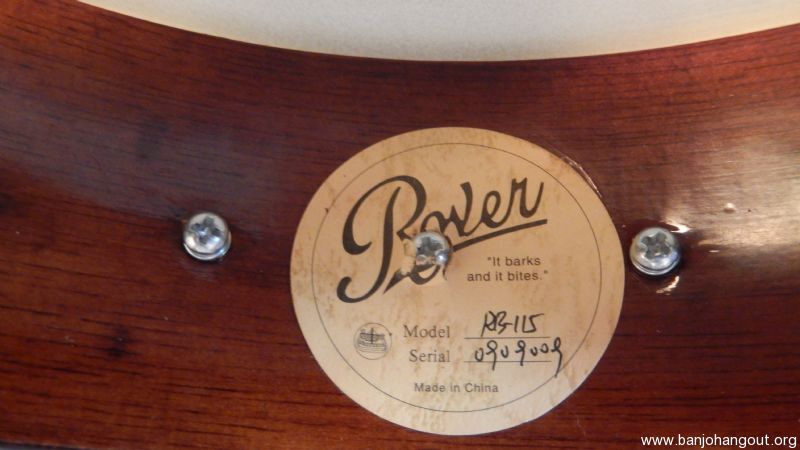 Rover
"It barks
and it bites."
Model RB-115
Serial 0909009
Made in China
www.banjohangout.org